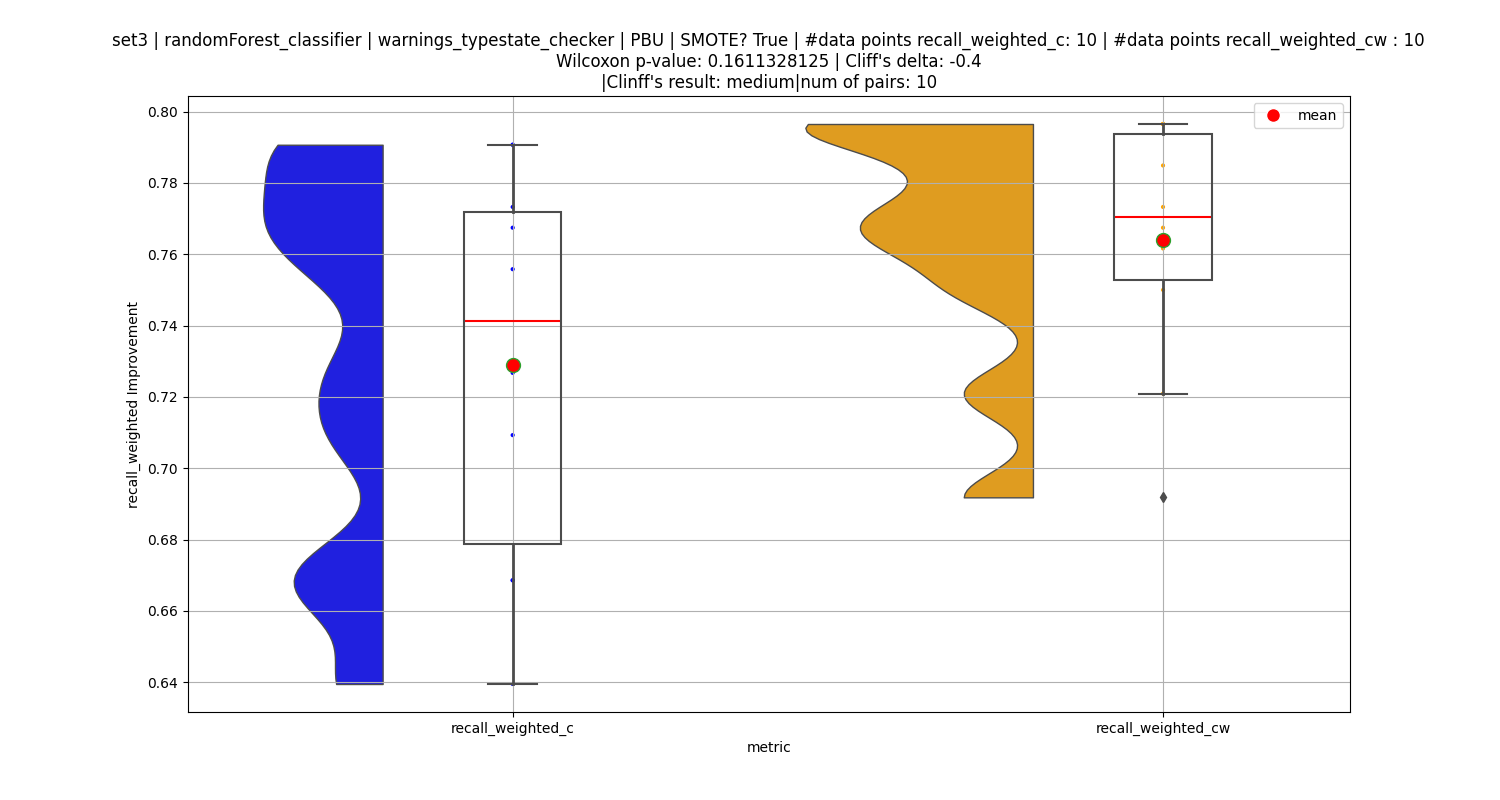 set3 | randomForest_classifier | warnings_typestate_checker | PBU | SMOTE? True | #data points recall_weighted_c: 10 | #data points recall_weighted_cw : 10
Wilcoxon p-value: 0.1611328125 | Cliff's delta: -0.4
|Clinff's result: medium|num of pairs: 10
mean
0.80
0.78
0.76
0.74
0.72
0.70
0.68
0.66
0.64
recall_weighted Improvement
recall_weighted_c
recall_weighted_cw
metric